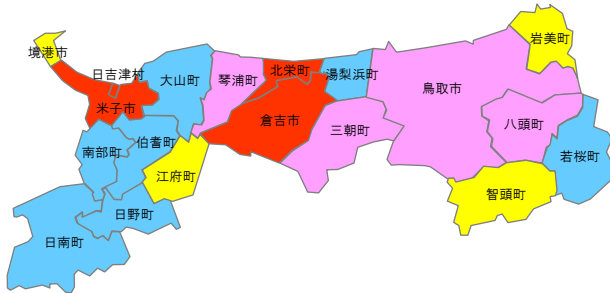 岩美町
境港市
日吉津村
大山町
琴浦町
北栄町
湯梨浜町
鳥取市
米子市
倉吉市
三朝町
八頭町
南部町
伯耆町
若桜町
江府町
智頭町
日野町
日南町